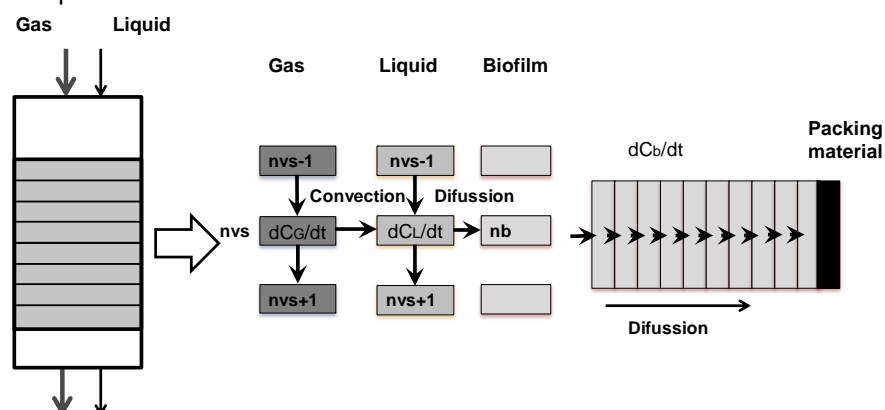 Gas Liquid
Gas Liquid Biofilm
Packing
material
dCb/dt
nvs-1 nvs-1
Convection Difussion
nvs dCG/dt dCL/dt nb
nvs+1 nvs+1
Difussion